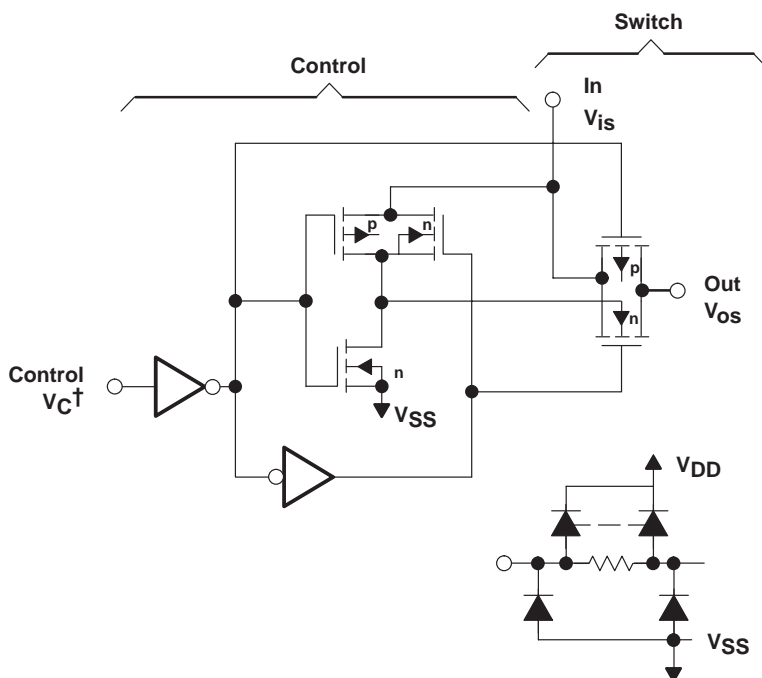 Switch
Control
In
Vis
p
n
p
n
Out
Vos
Control
VC†
n
VSS
VDD
VSS